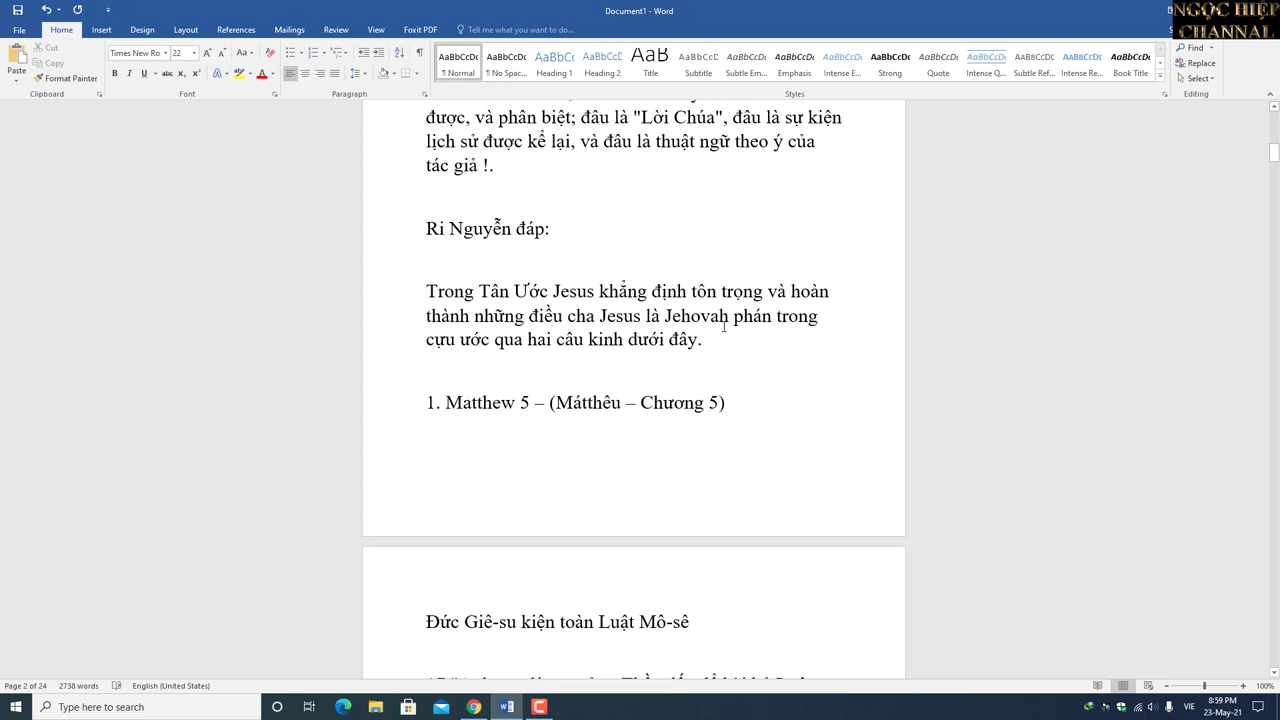 Document1 - Word
NGỌC HIỆP
CHANNAL
File
Home
Insert
Design
Layout
References
Mailings
Review
View
Foxit PDF
Tell me what you want to do...
Paste
Cut
Copy
Format Painter
Clipboard
Times New Ro
22
Font
Paragraph
AaBbCcDc
¶ Normal
AaBbCcDc
¶ No Spac...
AaBbC
Heading 1
AaBbCcD
Heading 2
AaB
Title
AaBbCcD
Subtitle
AaBbCcDt
Subtle Em...
AaBbCcDt
Emphasis
AaBbCcDt
Intense E...
AaBbCcDc
Strong
AaBbCcDt
Quote
AaBbCcDt
Intense Q...
AABBCCDC
Subtle Ref...
AABBCCDC
Intense Re...
AaBbCcDt
Book Title
Styles
Find
Replace
Select
Editing
được, và phân biệt; đâu là "Lời Chúa", đâu là sự kiện
lịch sử được kể lại, và đâu là thuật ngữ theo ý của
tác giả !.
Ri Nguyễn đáp:
Trong Tân Ước Jesus khẳng định tôn trọng và hoàn
thành những điều cha Jesus là Jehovah phán trong
cựu ước qua hai câu kinh dưới đây.
1. Matthew 5 – (Mátthêu – Chương 5)
Đức Giê-su kiện toàn Luật Mô-sê
Page 2 of 24
2738 words
English (United States)
100%
Type here to search
VIE
8:59 PM
23-May-21